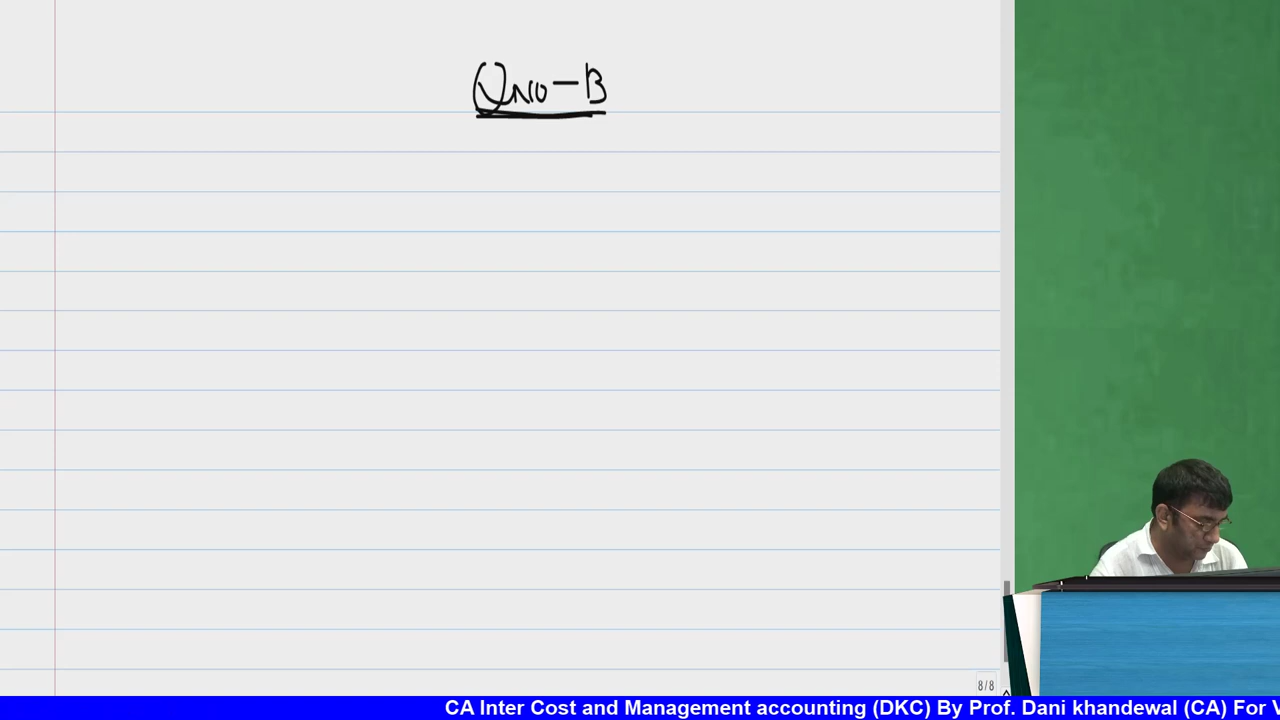 QNO-B
8/8
CA Inter Cost and Management accounting (DKC) By Prof. Dani khandewal (CA) For V